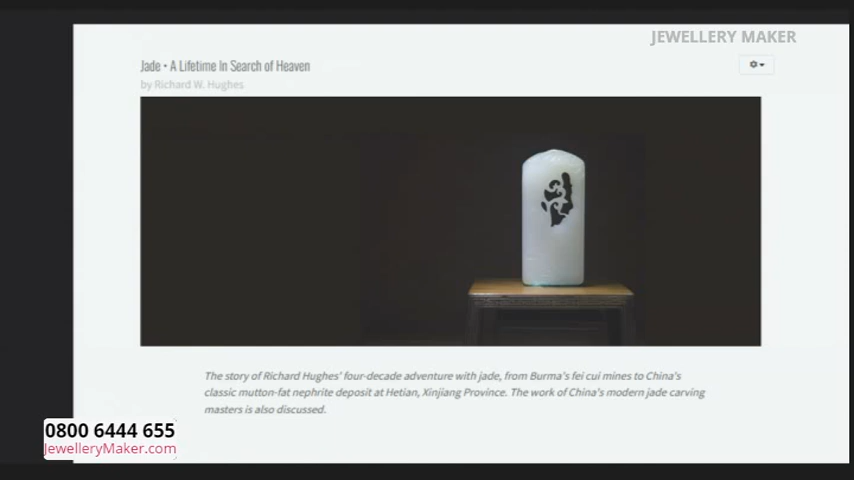 JEWELLERY MAKER
Jade • A Lifetime In Search of Heaven
by Richard W. Hughes
The story of Richard Hughes' four-decade adventure with jade, from Burma's fei cui mines to China's
classic mutton-fat nephrite deposit at Hetian, Xinjiang Province. The work of China's modern jade carving
masters is also discussed.
0800 6444 655
JewelleryMaker.com